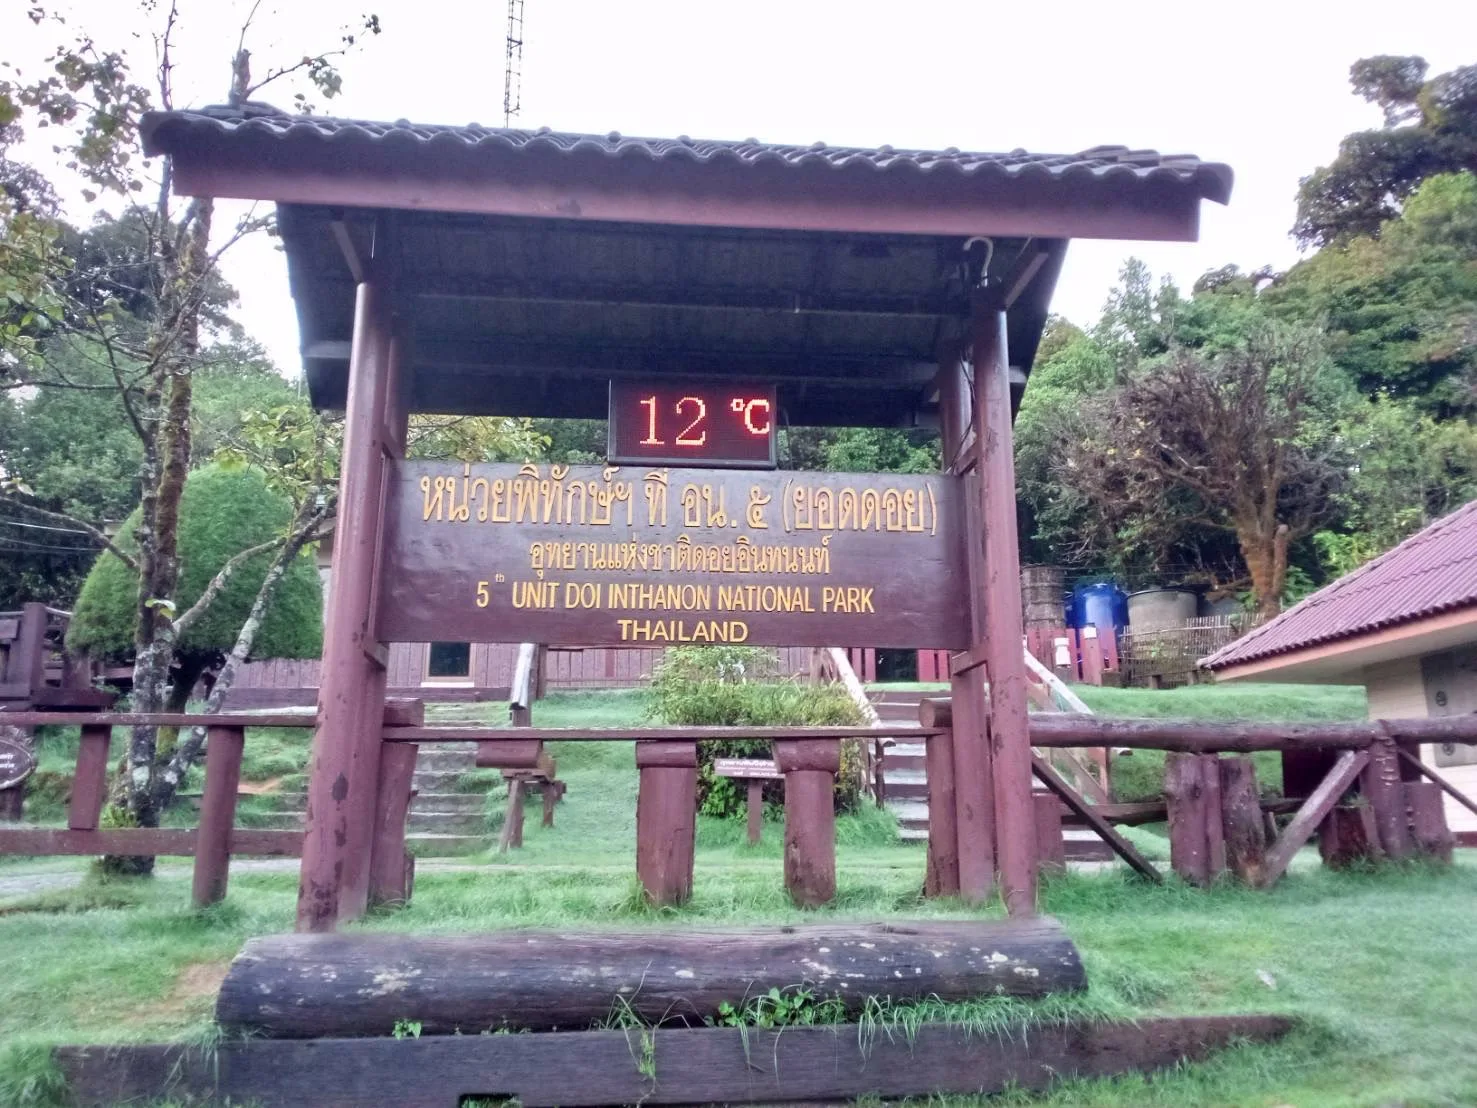 12 °C
หน่วยพิทักษ์ฯ ที่ อน. ๕ (ยอดดอย)
อุทยานแห่งชาติดอยอินทนนท์
5th UNIT DOI INTHANON NATIONAL PARK
THAILAND